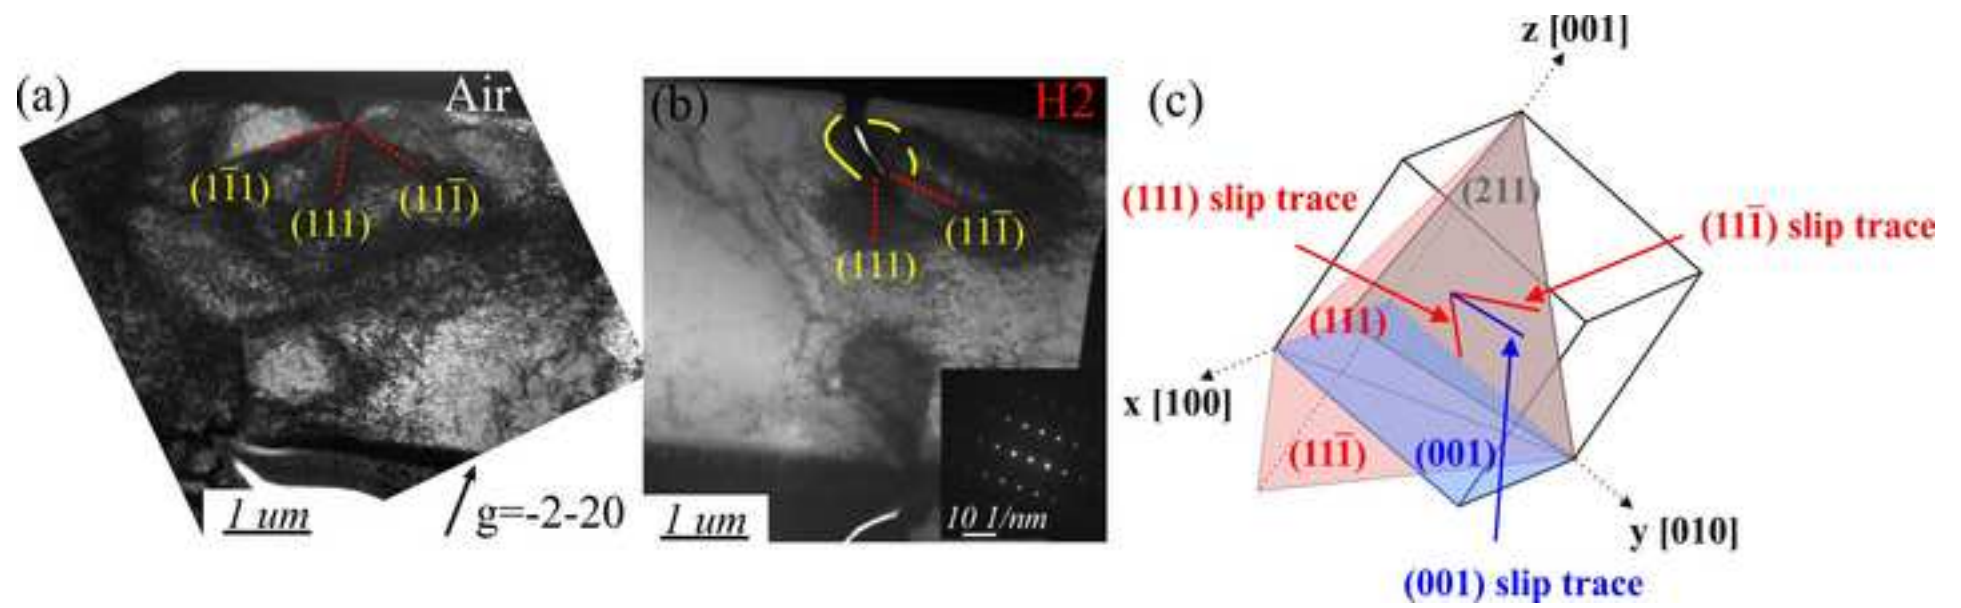 (a)
Air
(11̅1)
(111)
(111̅)
1 um
g=-2-20
(b)
H2
(111)
(111̅)
1 um
10 1/nm
(c)
z [001]
(111) slip trace
(211)
(111̅) slip trace
(111)
x [100]
(111̅)
(001)
y [010]
(001) slip trace